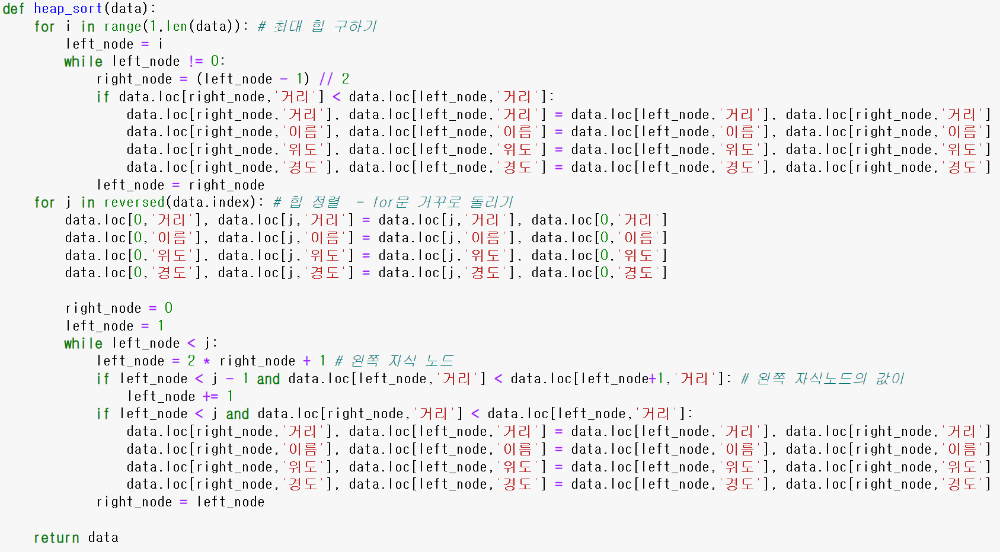 def heap_sort(data):
    for i in range(1,len(data)): # 최대 힙 구하기
        left_node = i
        while left_node != 0:
            right_node = (left_node - 1) // 2
            if data.loc[right_node,'거리'] < data.loc[left_node,'거리']:
                data.loc[right_node,'거리'], data.loc[left_node,'거리'] = data.loc[left_node,'거리'], data.loc[right_node,'거리']
                data.loc[right_node,'이름'], data.loc[left_node,'이름'] = data.loc[left_node,'이름'], data.loc[right_node,'이름']
                data.loc[right_node,'위도'], data.loc[left_node,'위도'] = data.loc[left_node,'위도'], data.loc[right_node,'위도']
                data.loc[right_node,'경도'], data.loc[left_node,'경도'] = data.loc[left_node,'경도'], data.loc[right_node,'경도']
            left_node = right_node
    for j in reversed(data.index): # 힙 정렬  - for문 거꾸로 돌리기
        data.loc[0,'거리'], data.loc[j,'거리'] = data.loc[j,'거리'], data.loc[0,'거리']
        data.loc[0,'이름'], data.loc[j,'이름'] = data.loc[j,'이름'], data.loc[0,'이름']
        data.loc[0,'위도'], data.loc[j,'위도'] = data.loc[j,'위도'], data.loc[0,'위도']
        data.loc[0,'경도'], data.loc[j,'경도'] = data.loc[j,'경도'], data.loc[0,'경도']

        right_node = 0
        left_node = 1
        while left_node < j:
            left_node = 2 * right_node + 1 # 왼쪽 자식 노드
            if left_node < j - 1 and data.loc[left_node,'거리'] < data.loc[left_node+1,'거리']: # 왼쪽 자식노드의 값이
                left_node += 1
            if left_node < j and data.loc[right_node,'거리'] < data.loc[left_node,'거리']:
                data.loc[right_node,'거리'], data.loc[left_node,'거리'] = data.loc[left_node,'거리'], data.loc[right_node,'거리']
                data.loc[right_node,'이름'], data.loc[left_node,'이름'] = data.loc[left_node,'이름'], data.loc[right_node,'이름']
                data.loc[right_node,'위도'], data.loc[left_node,'위도'] = data.loc[left_node,'위도'], data.loc[right_node,'위도']
                data.loc[right_node,'경도'], data.loc[left_node,'경도'] = data.loc[left_node,'경도'], data.loc[right_node,'경도']
            right_node = left_node

    return data